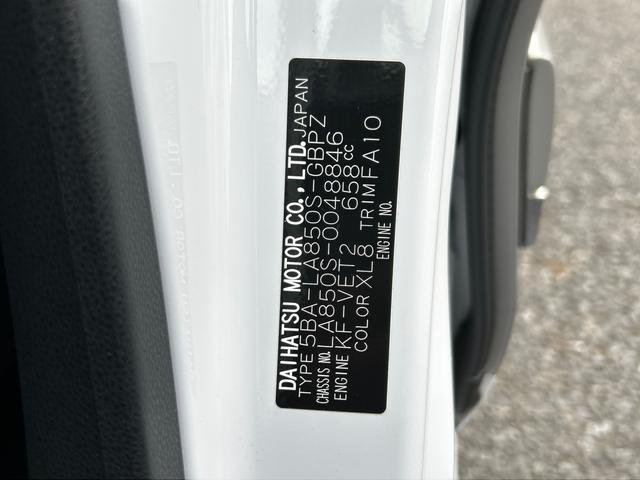 DAIHATSU MOTOR CO., LTD. JAPAN
TYPE 5BA-LA850S-GBPZ
CHASSIS NO. LA850S-0048846
ENGINE KF-VET2 658cc
COLOR XL8 TRIM FA10
ENGINE NO.